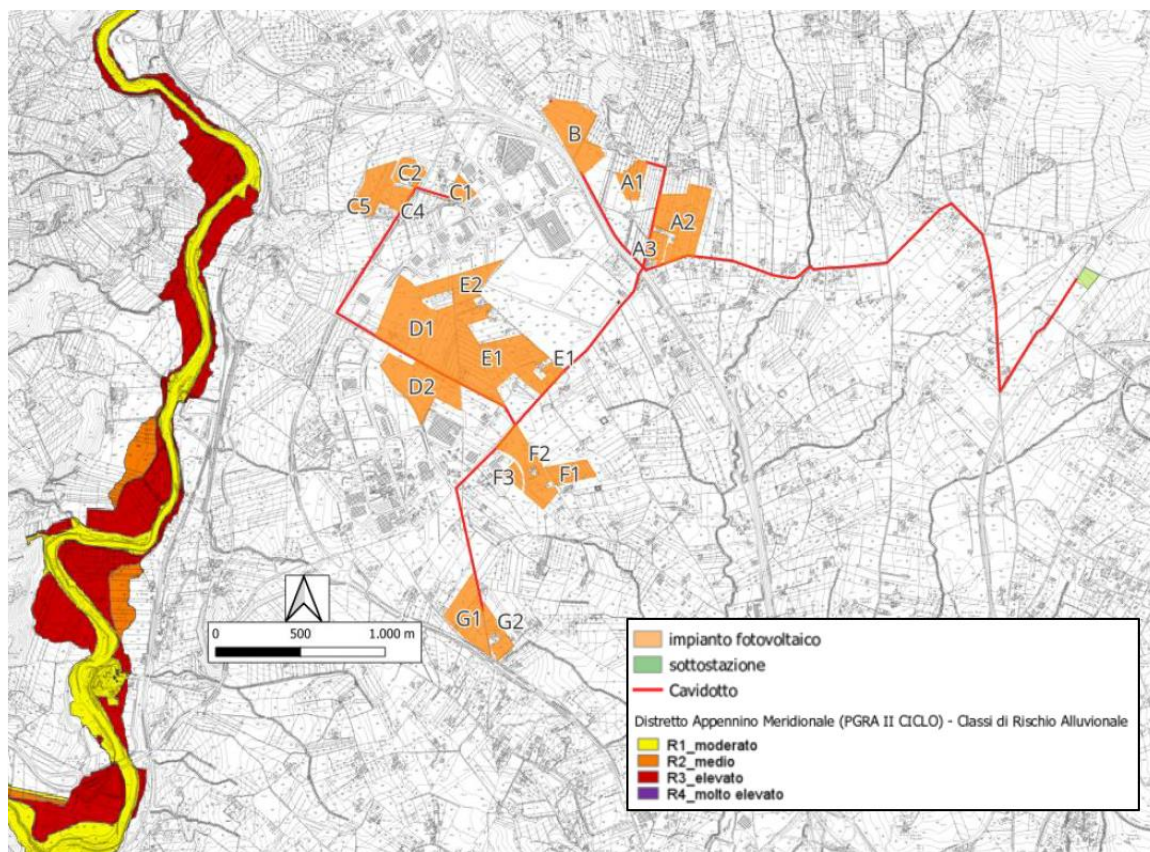 B
A1
C2
C1
C5
C4
A2
A3
E2
D1
E1
E1
D2
F2
F1
F3
G1
G2
0 500 1.000 m
impianto fotovoltaico
sottostazione
Cavidotto
Distretto Appennino Meridionale (PGRA II CICLO) - Classi di Rischio Alluvionale
R1_moderato
R2_medio
R3_elevato
R4_molto elevato